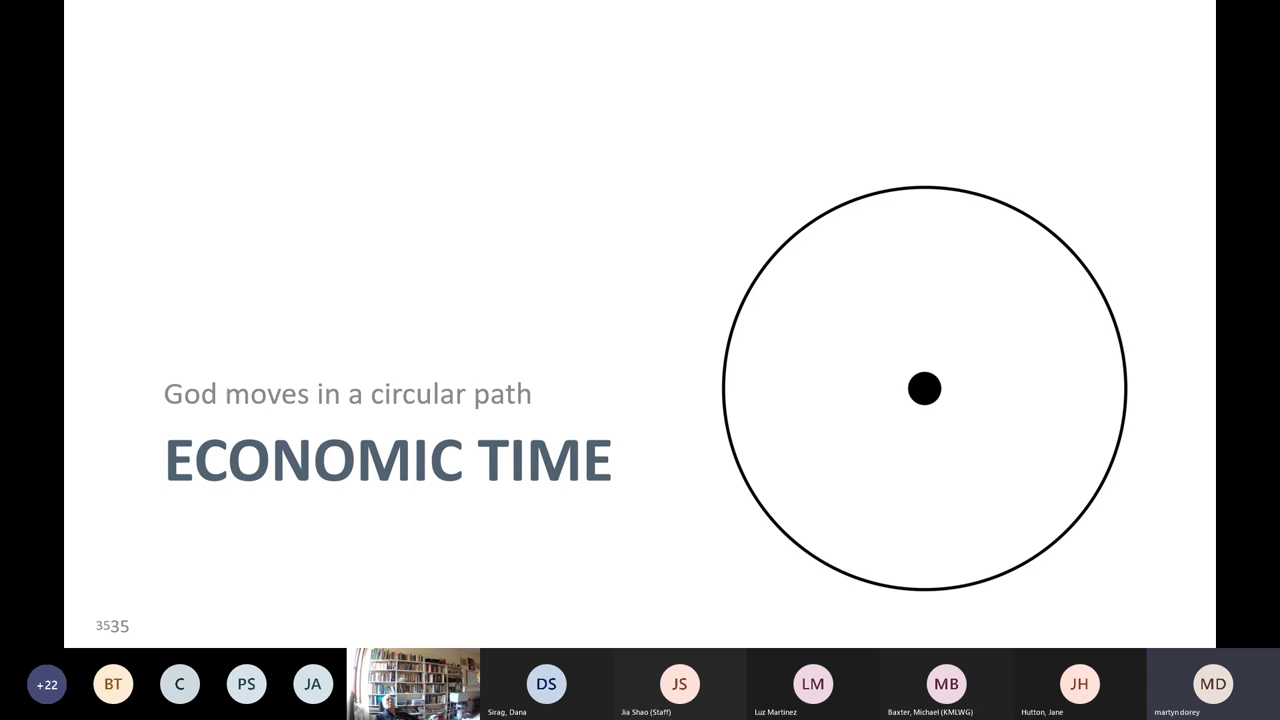 God moves in a circular path
ECONOMIC TIME
3535
+22
BT
C
PS
JA
DS
JS
LM
MB
JH
MD
Sirag, Dana
Jia Shao (Staff)
Luz Martinez
Baxter, Michael (KMLWG)
Hutton, Jane
martyn dorey